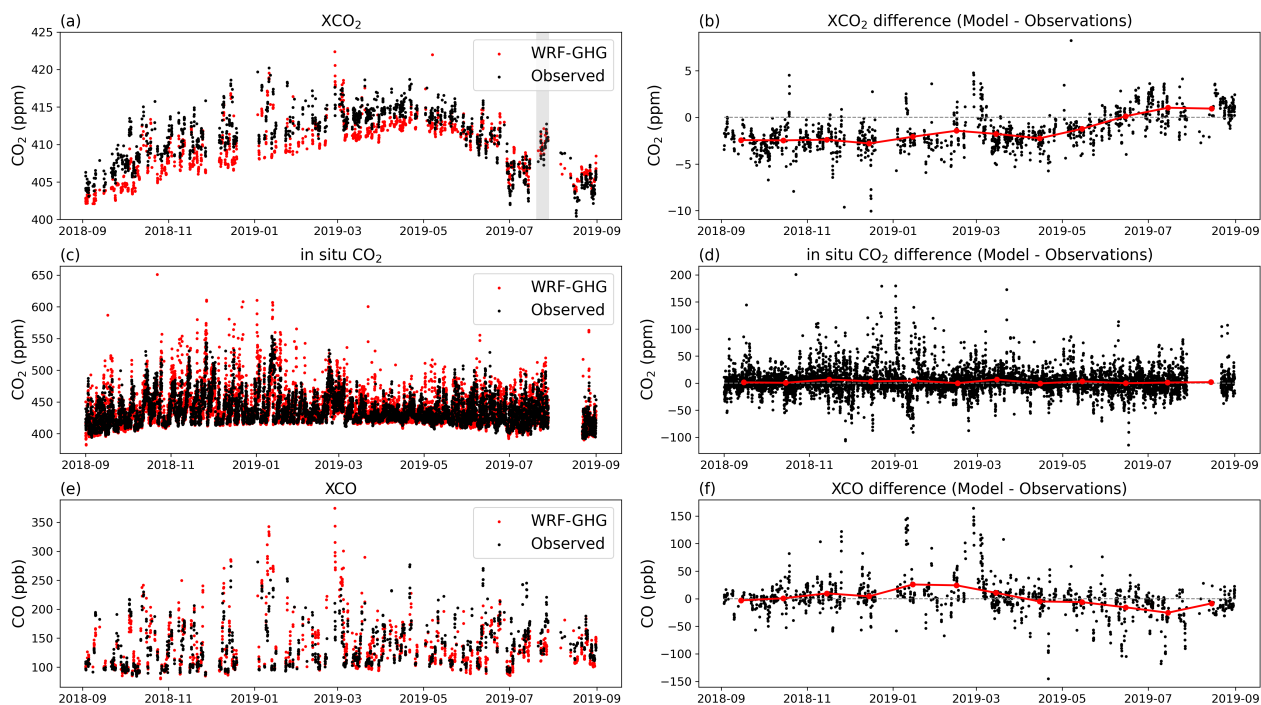 (a) XCO₂
425
420
415
410
405
400
CO₂ (ppm)
WRF-GHG
Observed
2018-09 2018-11 2019-01 2019-03 2019-05 2019-07 2019-09
(b) XCO₂ difference (Model - Observations)
5
0
−5
−10
CO₂ (ppm)
2018-09 2018-11 2019-01 2019-03 2019-05 2019-07 2019-09
(c) in situ CO₂
650
600
550
500
450
400
CO₂ (ppm)
WRF-GHG
Observed
2018-09 2018-11 2019-01 2019-03 2019-05 2019-07 2019-09
(d) in situ CO₂ difference (Model - Observations)
200
150
100
50
0
−50
−100
CO₂ (ppm)
2018-09 2018-11 2019-01 2019-03 2019-05 2019-07 2019-09
(e) XCO
350
300
250
200
150
100
CO (ppb)
WRF-GHG
Observed
2018-09 2018-11 2019-01 2019-03 2019-05 2019-07 2019-09
(f) XCO difference (Model - Observations)
150
100
50
0
−50
−100
−150
CO (ppb)
2018-09 2018-11 2019-01 2019-03 2019-05 2019-07 2019-09